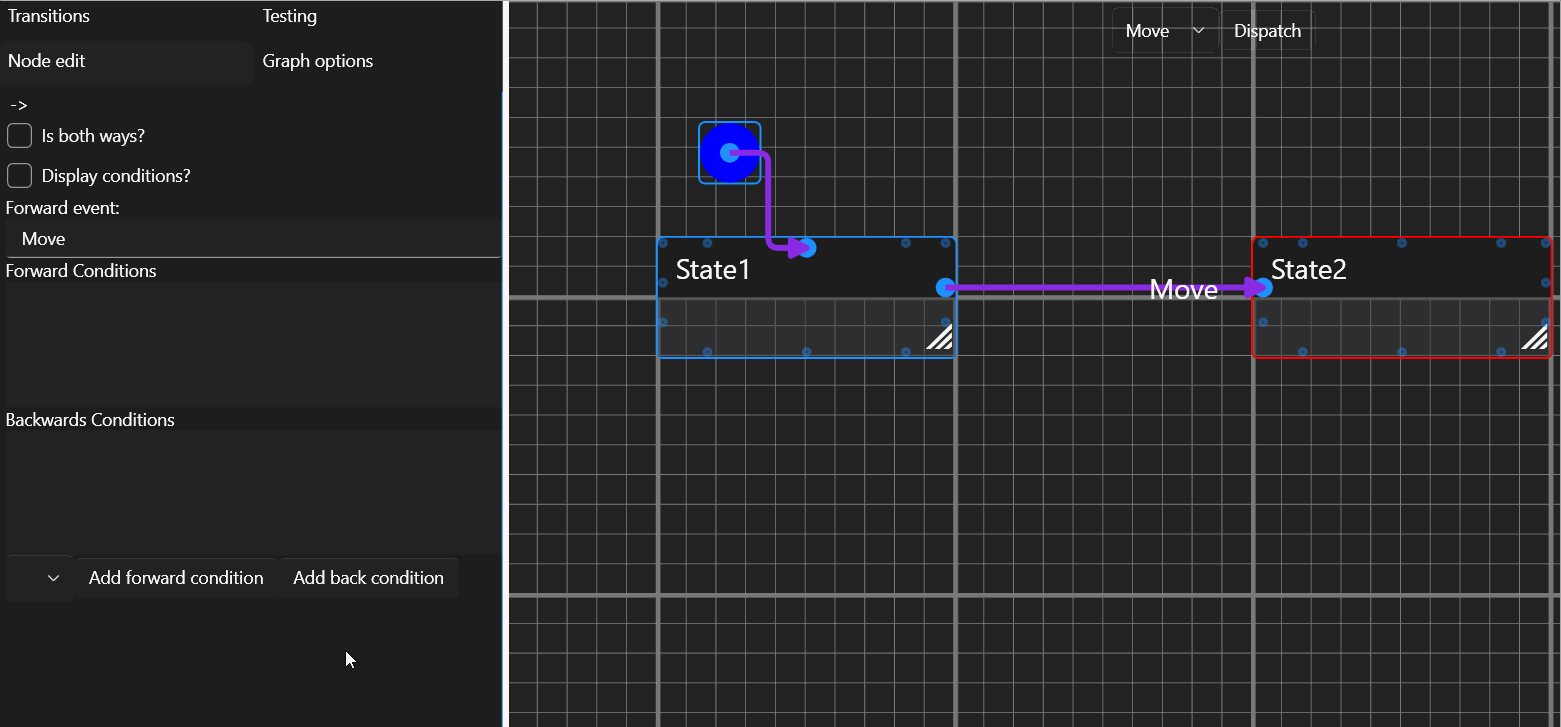 Transitions
Testing
Node edit
Graph options
->
Is both ways?
Display conditions?
Forward event:
Move
Forward Conditions
Backwards Conditions
Add forward condition
Add back condition
Move
Dispatch
State1
Move
State2